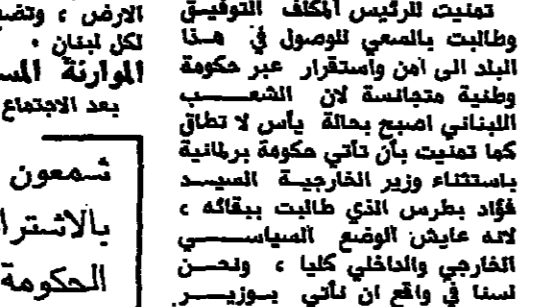 تمنيت للرئيس المكلف التوفيق
وطالبت بالسعي للوصول في هذا
البلد الى امن واستقرار عبر حكومة
وطنية متجانسة لان الشعب
اللبناني اصبح بحالة يأس لا تطاق
كما تمنيت بأن تأتي حكومة برلمانية
باستثناء وزير الخارجية السيد
فؤاد بطرس الذي طالبت ببقائه ،
لانه عايش الوضع السياسي
الخارجي والداخلي كليا ، ونحن
لسنا في واقع ان نأتي بوزير
الارض ، وتضي
لكل لبنان .
الموارنة المس
بعد الاجتماع
شمعون
بالاشترا
الحكومة